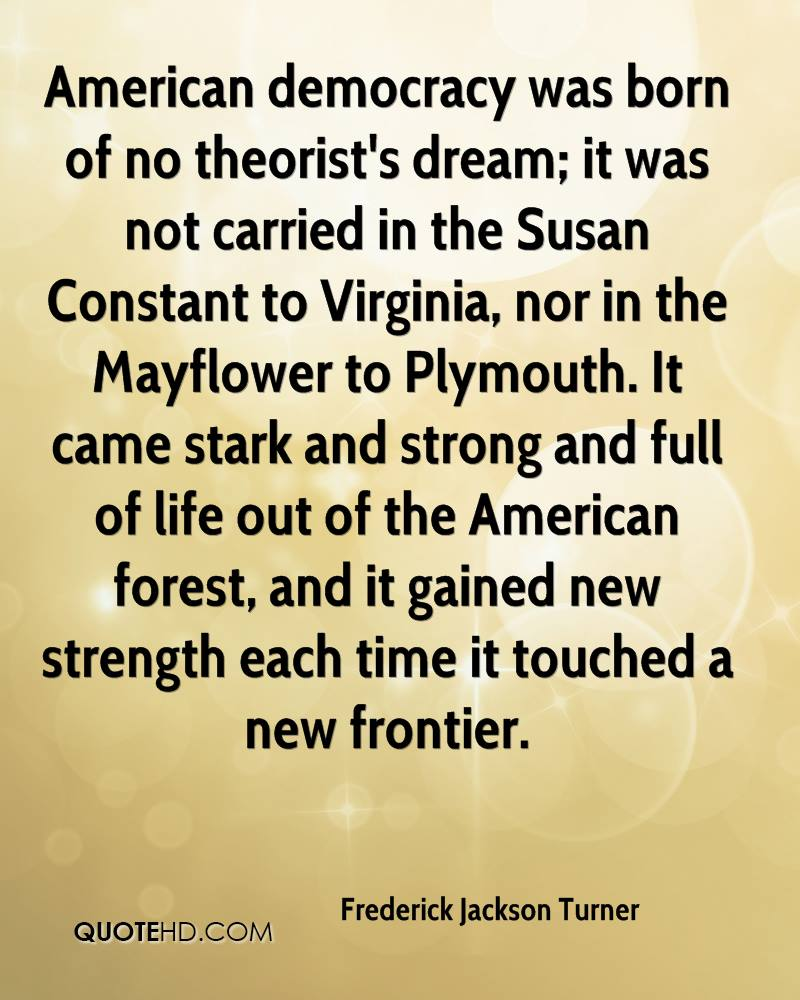 American democracy was born
of no theorist's dream; it was
not carried in the Susan
Constant to Virginia, nor in the
Mayflower to Plymouth. It
came stark and strong and full
of life out of the American
forest, and it gained new
strength each time it touched a
new frontier.
Frederick Jackson Turner
QUOTEHD.COM